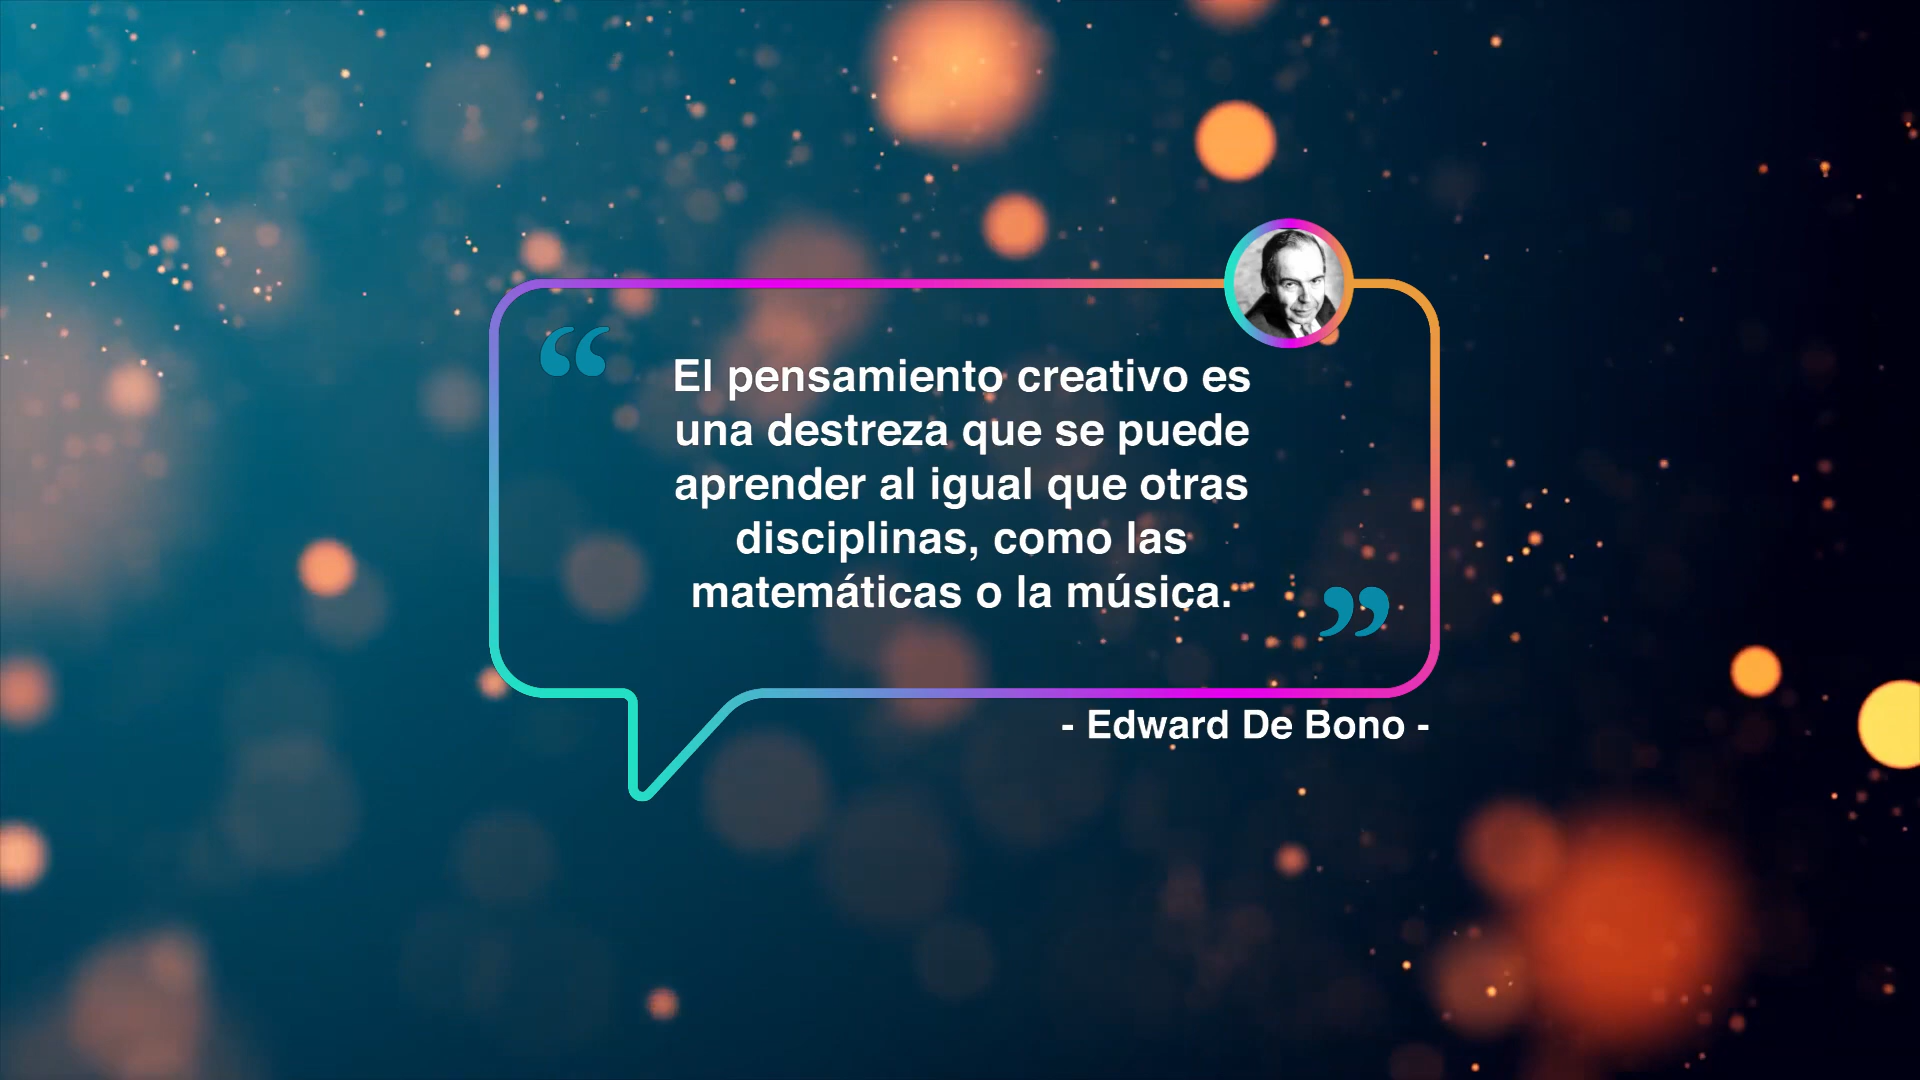 “
El pensamiento creativo es
una destreza que se puede
aprender al igual que otras
disciplinas, como las
matemáticas o la música.
”
- Edward De Bono -